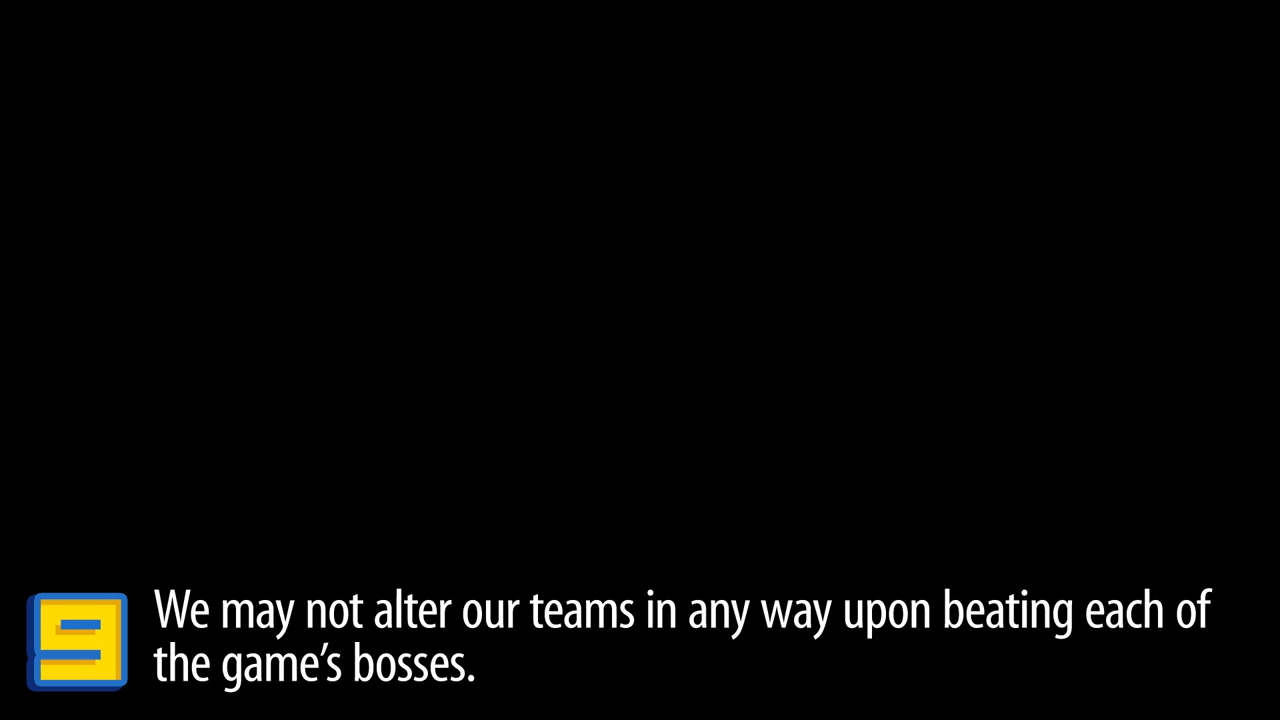 We may not alter our teams in any way upon beating each of
the game’s bosses.